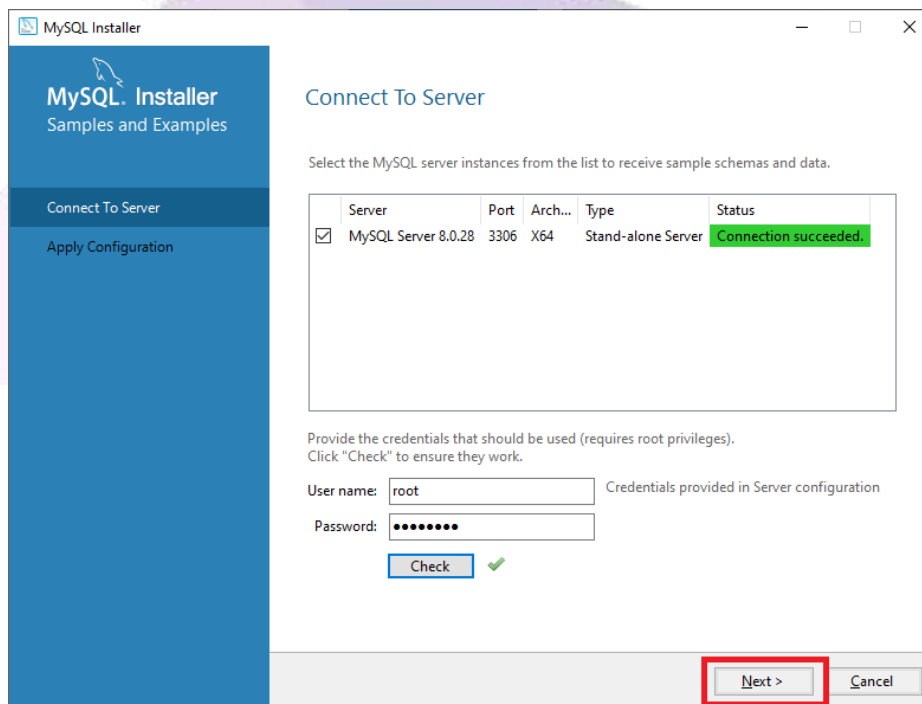 MySQL Installer
MySQL. Installer
Samples and Examples
Connect To Server
Apply Configuration
Connect To Server
Select the MySQL server instances from the list to receive sample schemas and data.
Server Port Arch... Type Status
MySQL Server 8.0.28 3306 X64 Stand-alone Server Connection succeeded.
Provide the credentials that should be used (requires root privileges).
Click "Check" to ensure they work.
User name: root Credentials provided in Server configuration
Password: ●●●●●●●●
Check
Next > Cancel